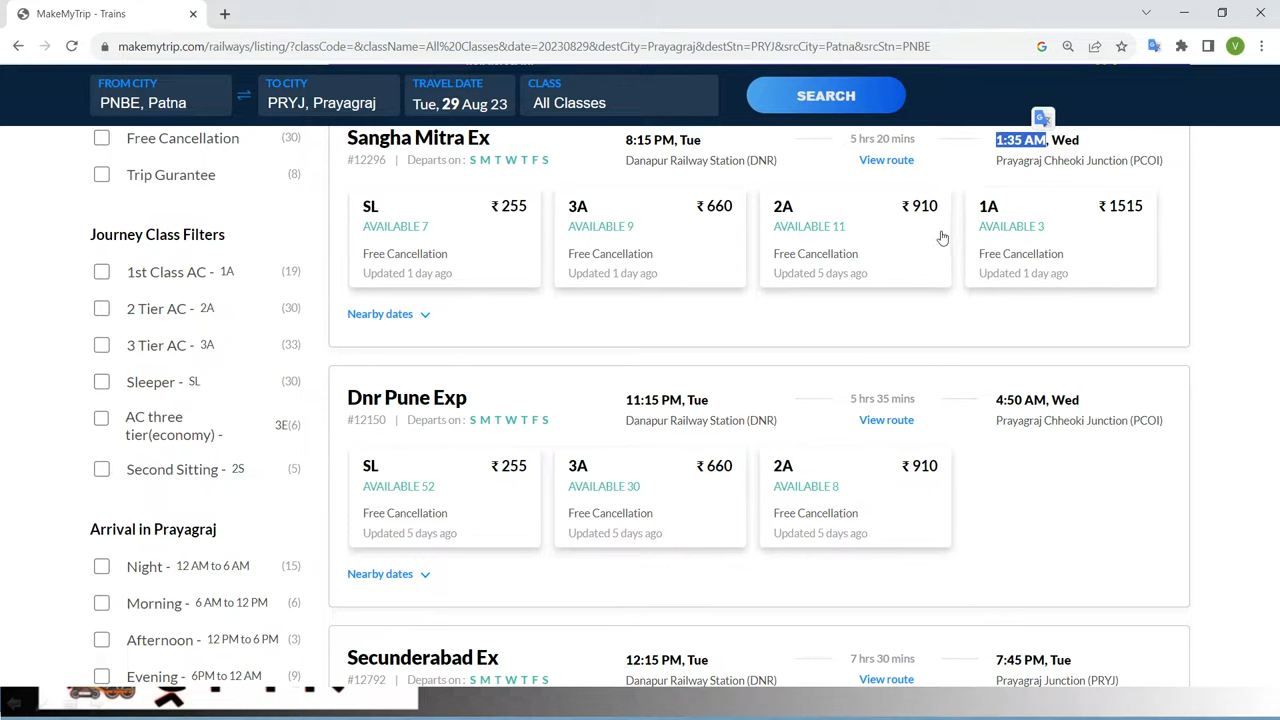 MakeMyTrip - Trains
makemytrip.com/railways/listing/?classCode=&className=All%20Classes&date=20230829&destCity=Prayagraj&destStn=PRYJ&srcCity=Patna&srcStn=PNBE
V
FROM CITY
PNBE, Patna
TO CITY
PRYJ, Prayagraj
TRAVEL DATE
Tue, 29 Aug 23
CLASS
All Classes
SEARCH
Free Cancellation (30)
Trip Gurantee (8)
Journey Class Filters
1st Class AC - 1A (19)
2 Tier AC - 2A (30)
3 Tier AC - 3A (33)
Sleeper - SL (30)
AC three
tier(economy) - 3E(6)
Second Sitting - 2S (5)
Arrival in Prayagraj
Night - 12 AM to 6 AM (15)
Morning - 6 AM to 12 PM (6)
Afternoon - 12 PM to 6 PM (3)
Evening - 6PM to 12 AM (9)
Sangha Mitra Ex 8:15 PM, Tue 5 hrs 20 mins 1:35 AM, Wed
#12296 | Departs on : S M T W T F S Danapur Railway Station (DNR) View route Prayagraj Chheoki Junction (PCOI)
SL ₹ 255 3A ₹ 660 2A ₹ 910 1A ₹ 1515
AVAILABLE 7 AVAILABLE 9 AVAILABLE 11 AVAILABLE 3
Free Cancellation Free Cancellation Free Cancellation Free Cancellation
Updated 1 day ago Updated 1 day ago Updated 5 days ago Updated 1 day ago
Nearby dates
Dnr Pune Exp 11:15 PM, Tue 5 hrs 35 mins 4:50 AM, Wed
#12150 | Departs on : S M T W T F S Danapur Railway Station (DNR) View route Prayagraj Chheoki Junction (PCOI)
SL ₹ 255 3A ₹ 660 2A ₹ 910
AVAILABLE 52 AVAILABLE 30 AVAILABLE 8
Free Cancellation Free Cancellation Free Cancellation
Updated 5 days ago Updated 5 days ago Updated 5 days ago
Nearby dates
Secunderabad Ex 12:15 PM, Tue 7 hrs 30 mins 7:45 PM, Tue
#12792 | Departs on : S M T W T F S Danapur Railway Station (DNR) View route Prayagraj Junction (PRYJ)